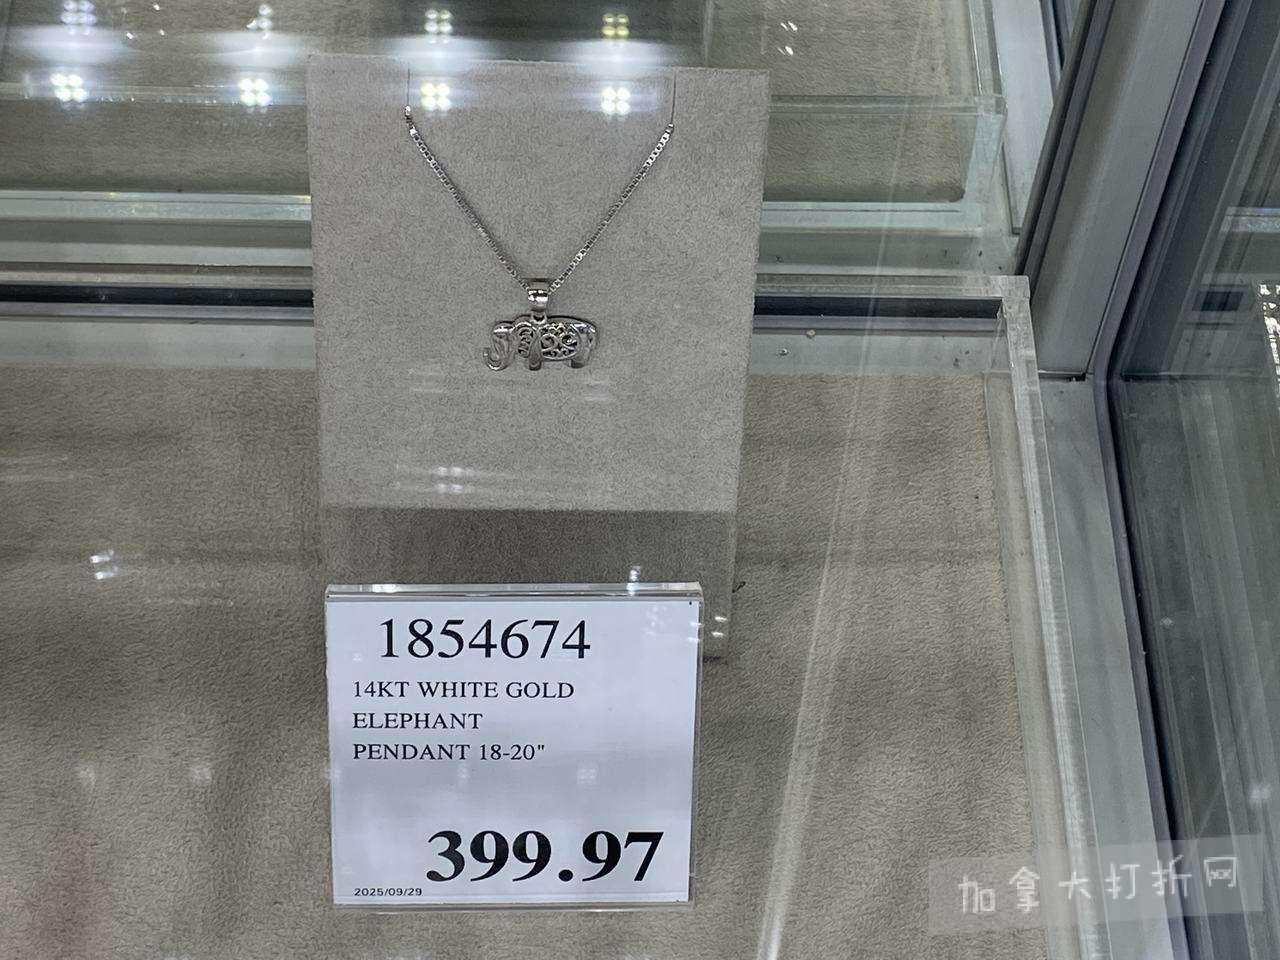 1854674
14KT WHITE GOLD
ELEPHANT
PENDANT 18-20"
399.97
2025/09/29
加拿大打折网